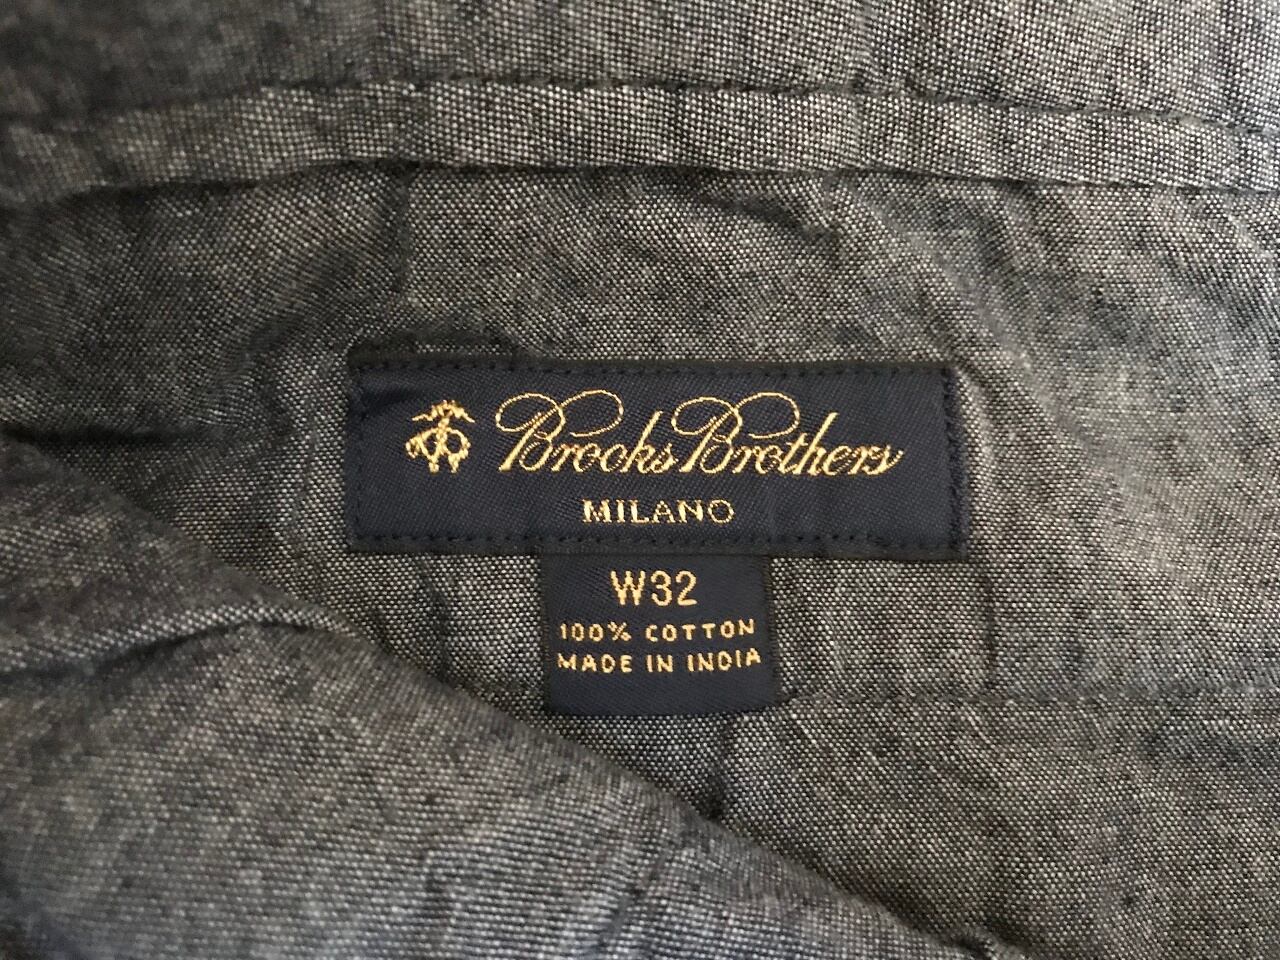 Brooks Brothers
MILANO
W32
100% COTTON
MADE IN INDIA